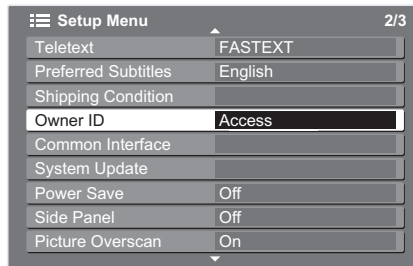 Setup Menu 2/3
Teletext FASTEXT
Preferred Subtitles English
Shipping Condition
Owner ID Access
Common Interface
System Update
Power Save Off
Side Panel Off
Picture Overscan On